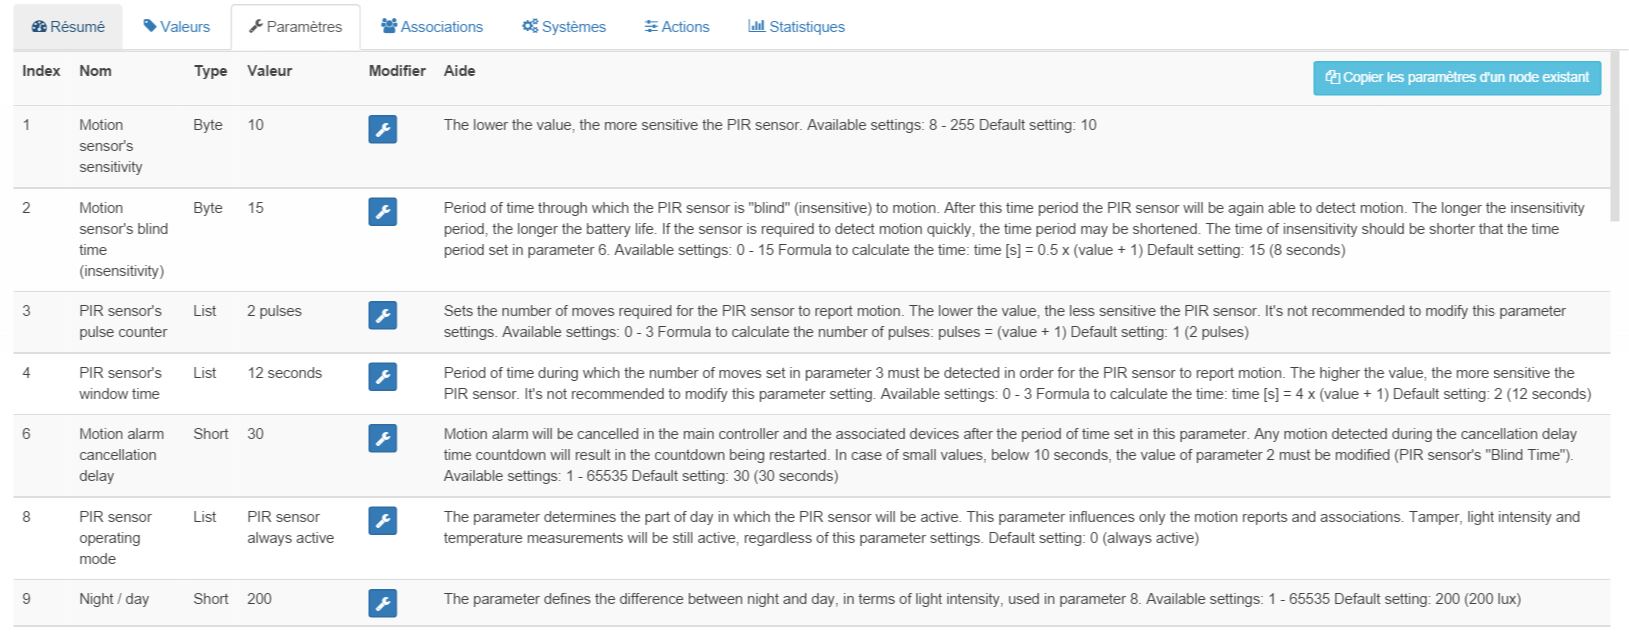 Résumé Valeurs Paramètres Associations Systèmes Actions Statistiques
Index Nom Type Valeur Modifier Aide Copier les paramètres d'un node existant
1 Motion Byte 10 The lower the value, the more sensitive the PIR sensor. Available settings: 8 - 255 Default setting: 10
sensor's
sensitivity
2 Motion Byte 15 Period of time through which the PIR sensor is "blind" (insensitive) to motion. After this time period the PIR sensor will be again able to detect motion. The longer the insensitivity
sensor's blind period, the longer the battery life. If the sensor is required to detect motion quickly, the time period may be shortened. The time of insensitivity should be shorter that the time
time period set in parameter 6. Available settings: 0 - 15 Formula to calculate the time: time [s] = 0.5 x (value + 1) Default setting: 15 (8 seconds)
(insensitivity)
3 PIR sensor's List 2 pulses Sets the number of moves required for the PIR sensor to report motion. The lower the value, the less sensitive the PIR sensor. It's not recommended to modify this parameter
pulse counter settings. Available settings: 0 - 3 Formula to calculate the number of pulses: pulses = (value + 1) Default setting: 1 (2 pulses)
4 PIR sensor's List 12 seconds Period of time during which the number of moves set in parameter 3 must be detected in order for the PIR sensor to report motion. The higher the value, the more sensitive the
window time PIR sensor. It's not recommended to modify this parameter setting. Available settings: 0 - 3 Formula to calculate the time: time [s] = 4 x (value + 1) Default setting: 2 (12 seconds)
6 Motion alarm Short 30 Motion alarm will be cancelled in the main controller and the associated devices after the period of time set in this parameter. Any motion detected during the cancellation delay
cancellation time countdown will result in the countdown being restarted. In case of small values, below 10 seconds, the value of parameter 2 must be modified (PIR sensor's "Blind Time").
delay Available settings: 1 - 65535 Default setting: 30 (30 seconds)
8 PIR sensor List PIR sensor The parameter determines the part of day in which the PIR sensor will be active. This parameter influences only the motion reports and associations. Tamper, light intensity and
operating always active temperature measurements will be still active, regardless of this parameter settings. Default setting: 0 (always active)
mode
9 Night / day Short 200 The parameter defines the difference between night and day, in terms of light intensity, used in parameter 8. Available settings: 1 - 65535 Default setting: 200 (200 lux)